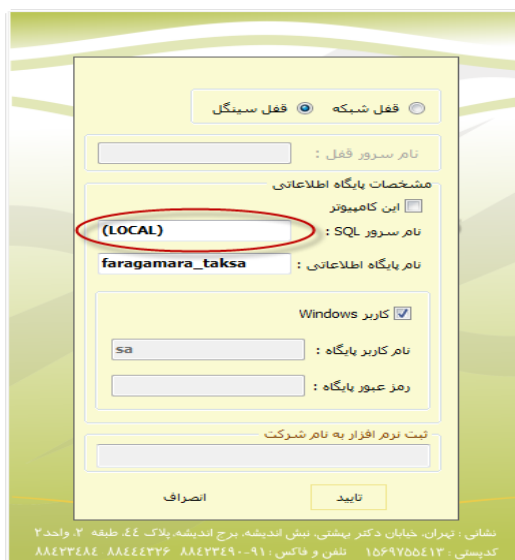 قفل شبکه قفل سینگل
نام سرور قفل :
مشخصات پایگاه اطلاعاتی
این کامپیوتر
نام سرور SQL : (LOCAL)
نام پایگاه اطلاعاتی : faragamara_taksa
کاربر Windows
نام کاربر پایگاه : sa
رمز عبور پایگاه :
ثبت نرم افزار به نام شرکت
تایید انصراف
نشانی : تهران، خیابان دکتر بهشتی، نبش اندیشه، برج اندیشه، پلاک ٤٤، طبقه ٢، واحد ٢
کدپستی : ١٥٦٩٧٥٥٤١٣ تلفن و فاکس : ٩١-٨٨٤٢٣٤٩٠ ٨٨٤٤٤٣٢٦ ٨٨٤٢٣٤٨٤